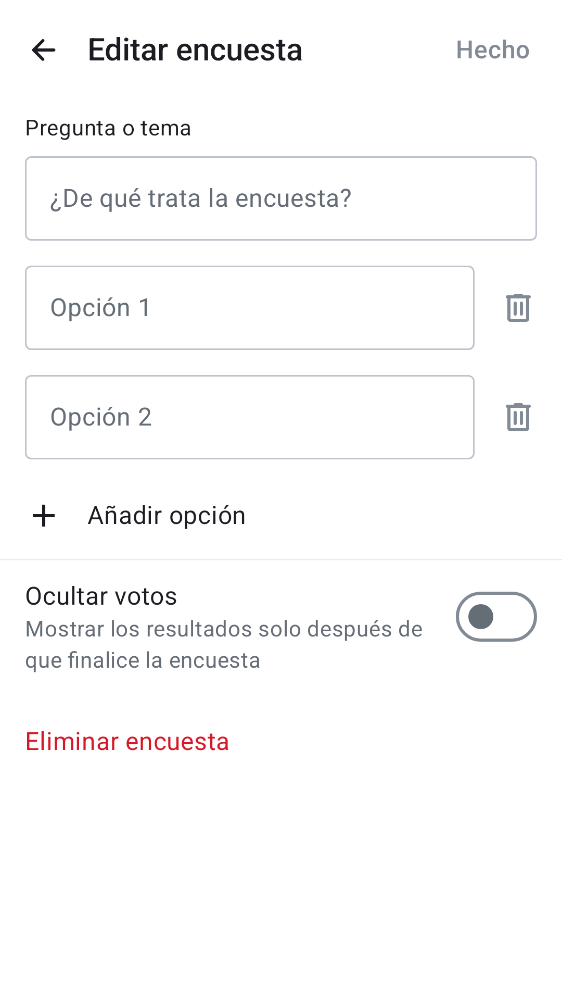 Editar encuesta
Hecho
Pregunta o tema
¿De qué trata la encuesta?
Opción 1
Opción 2
Añadir opción
Ocultar votos
Mostrar los resultados solo después de
que finalice la encuesta
Eliminar encuesta